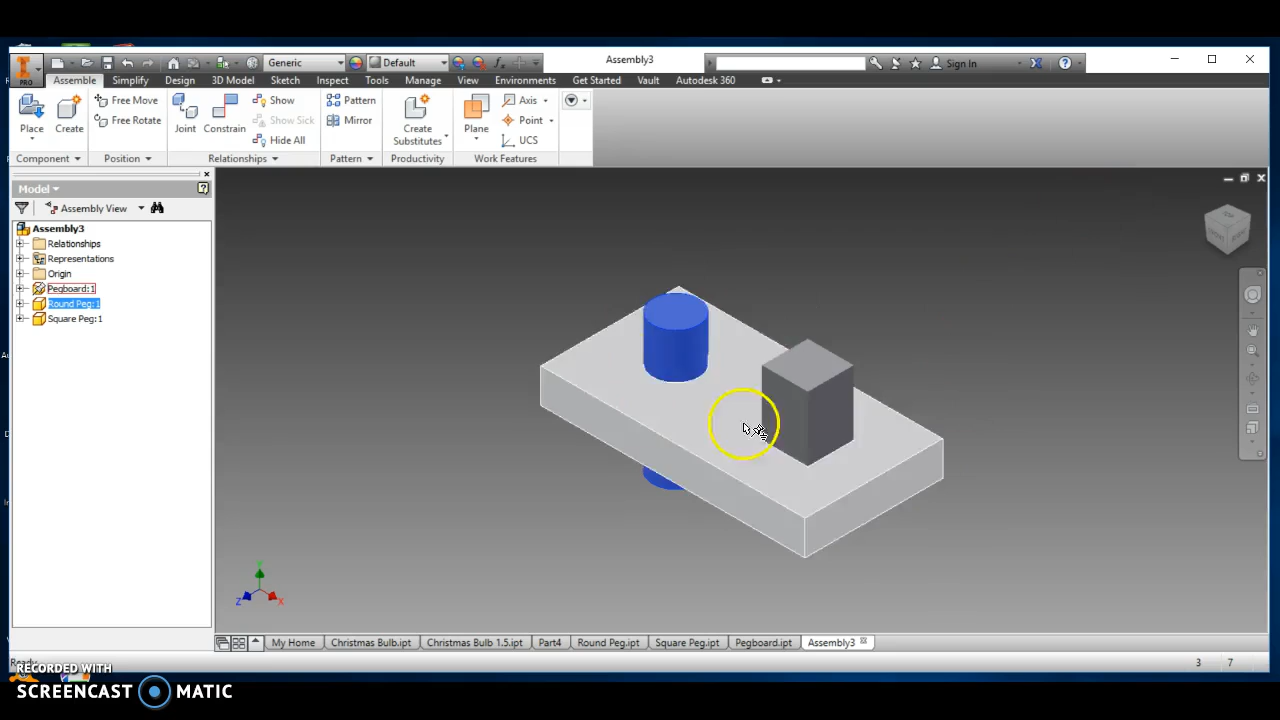 Generic
Default
Assembly3
Sign In
PRO
Assemble Simplify Design 3D Model Sketch Inspect Tools Manage View Environments Get Started Vault Autodesk 360
Place
Create
Free Move
Free Rotate
Joint
Constrain
Show
Show Sick
Hide All
Pattern
Mirror
Create
Substitutes
Plane
Axis
Point
UCS
Component Position Relationships Pattern Productivity Work Features
Model
Assembly View
Assembly3
Relationships
Representations
Origin
Pegboard:1
Round Peg:1
Square Peg:1
Y
Z
X
My Home Christmas Bulb.ipt Christmas Bulb 1.5.ipt Part4 Round Peg.ipt Square Peg.ipt Pegboard.ipt Assembly3
3 7
RECORDED WITH
SCREENCAST MATIC